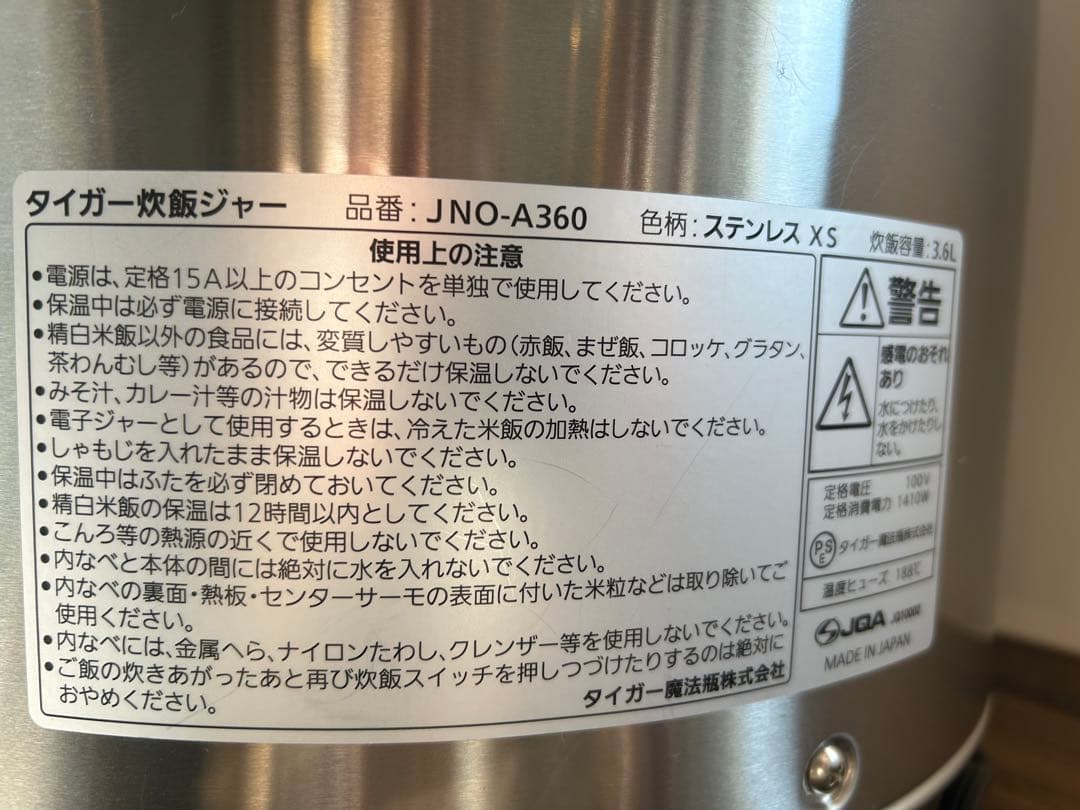 タイガー炊飯ジャー 品番:JNO-A360 色柄:ステンレス XS 炊飯容量:3.6L
使用上の注意
•電源は、定格15A以上のコンセントを単独で使用してください。
•保温中は必ず電源に接続してください。
•精白米飯以外の食品には、変質しやすいもの(赤飯、まぜ飯、コロッケ、グラタン、
茶わんむし等)があるので、できるだけ保温しないでください。
•みそ汁、カレー汁等の汁物は保温しないでください。
•電子ジャーとして使用するときは、冷えた米飯の加熱はしないでください。
•しゃもじを入れたまま保温しないでください。
•保温中はふたを必ず閉めておいてください。
•精白米飯の保温は12時間以内としてください。
•こんろ等の熱源の近くで使用しないでください。
•内なべと本体の間には絶対に水を入れないでください。
•内なべの裏面・熱板・センターサーモの表面に付いた米粒などは取り除いてご
使用ください。
•内なべには、金属へら、ナイロンたわし、クレンザー等を使用しないでください。
•ご飯の炊きあがったあと再び炊飯スイッチを押しつづけたりするのは絶対に
おやめください。
タイガー魔法瓶株式会社
警告
感電のおそれ
あり
水につけたり、
水をかけたりし
ない。
定格電圧 100V
定格消費電力 1410W
PS
E
タイガー魔法瓶株式会社
温度ヒューズ 188℃
JQA
MADE IN JAPAN